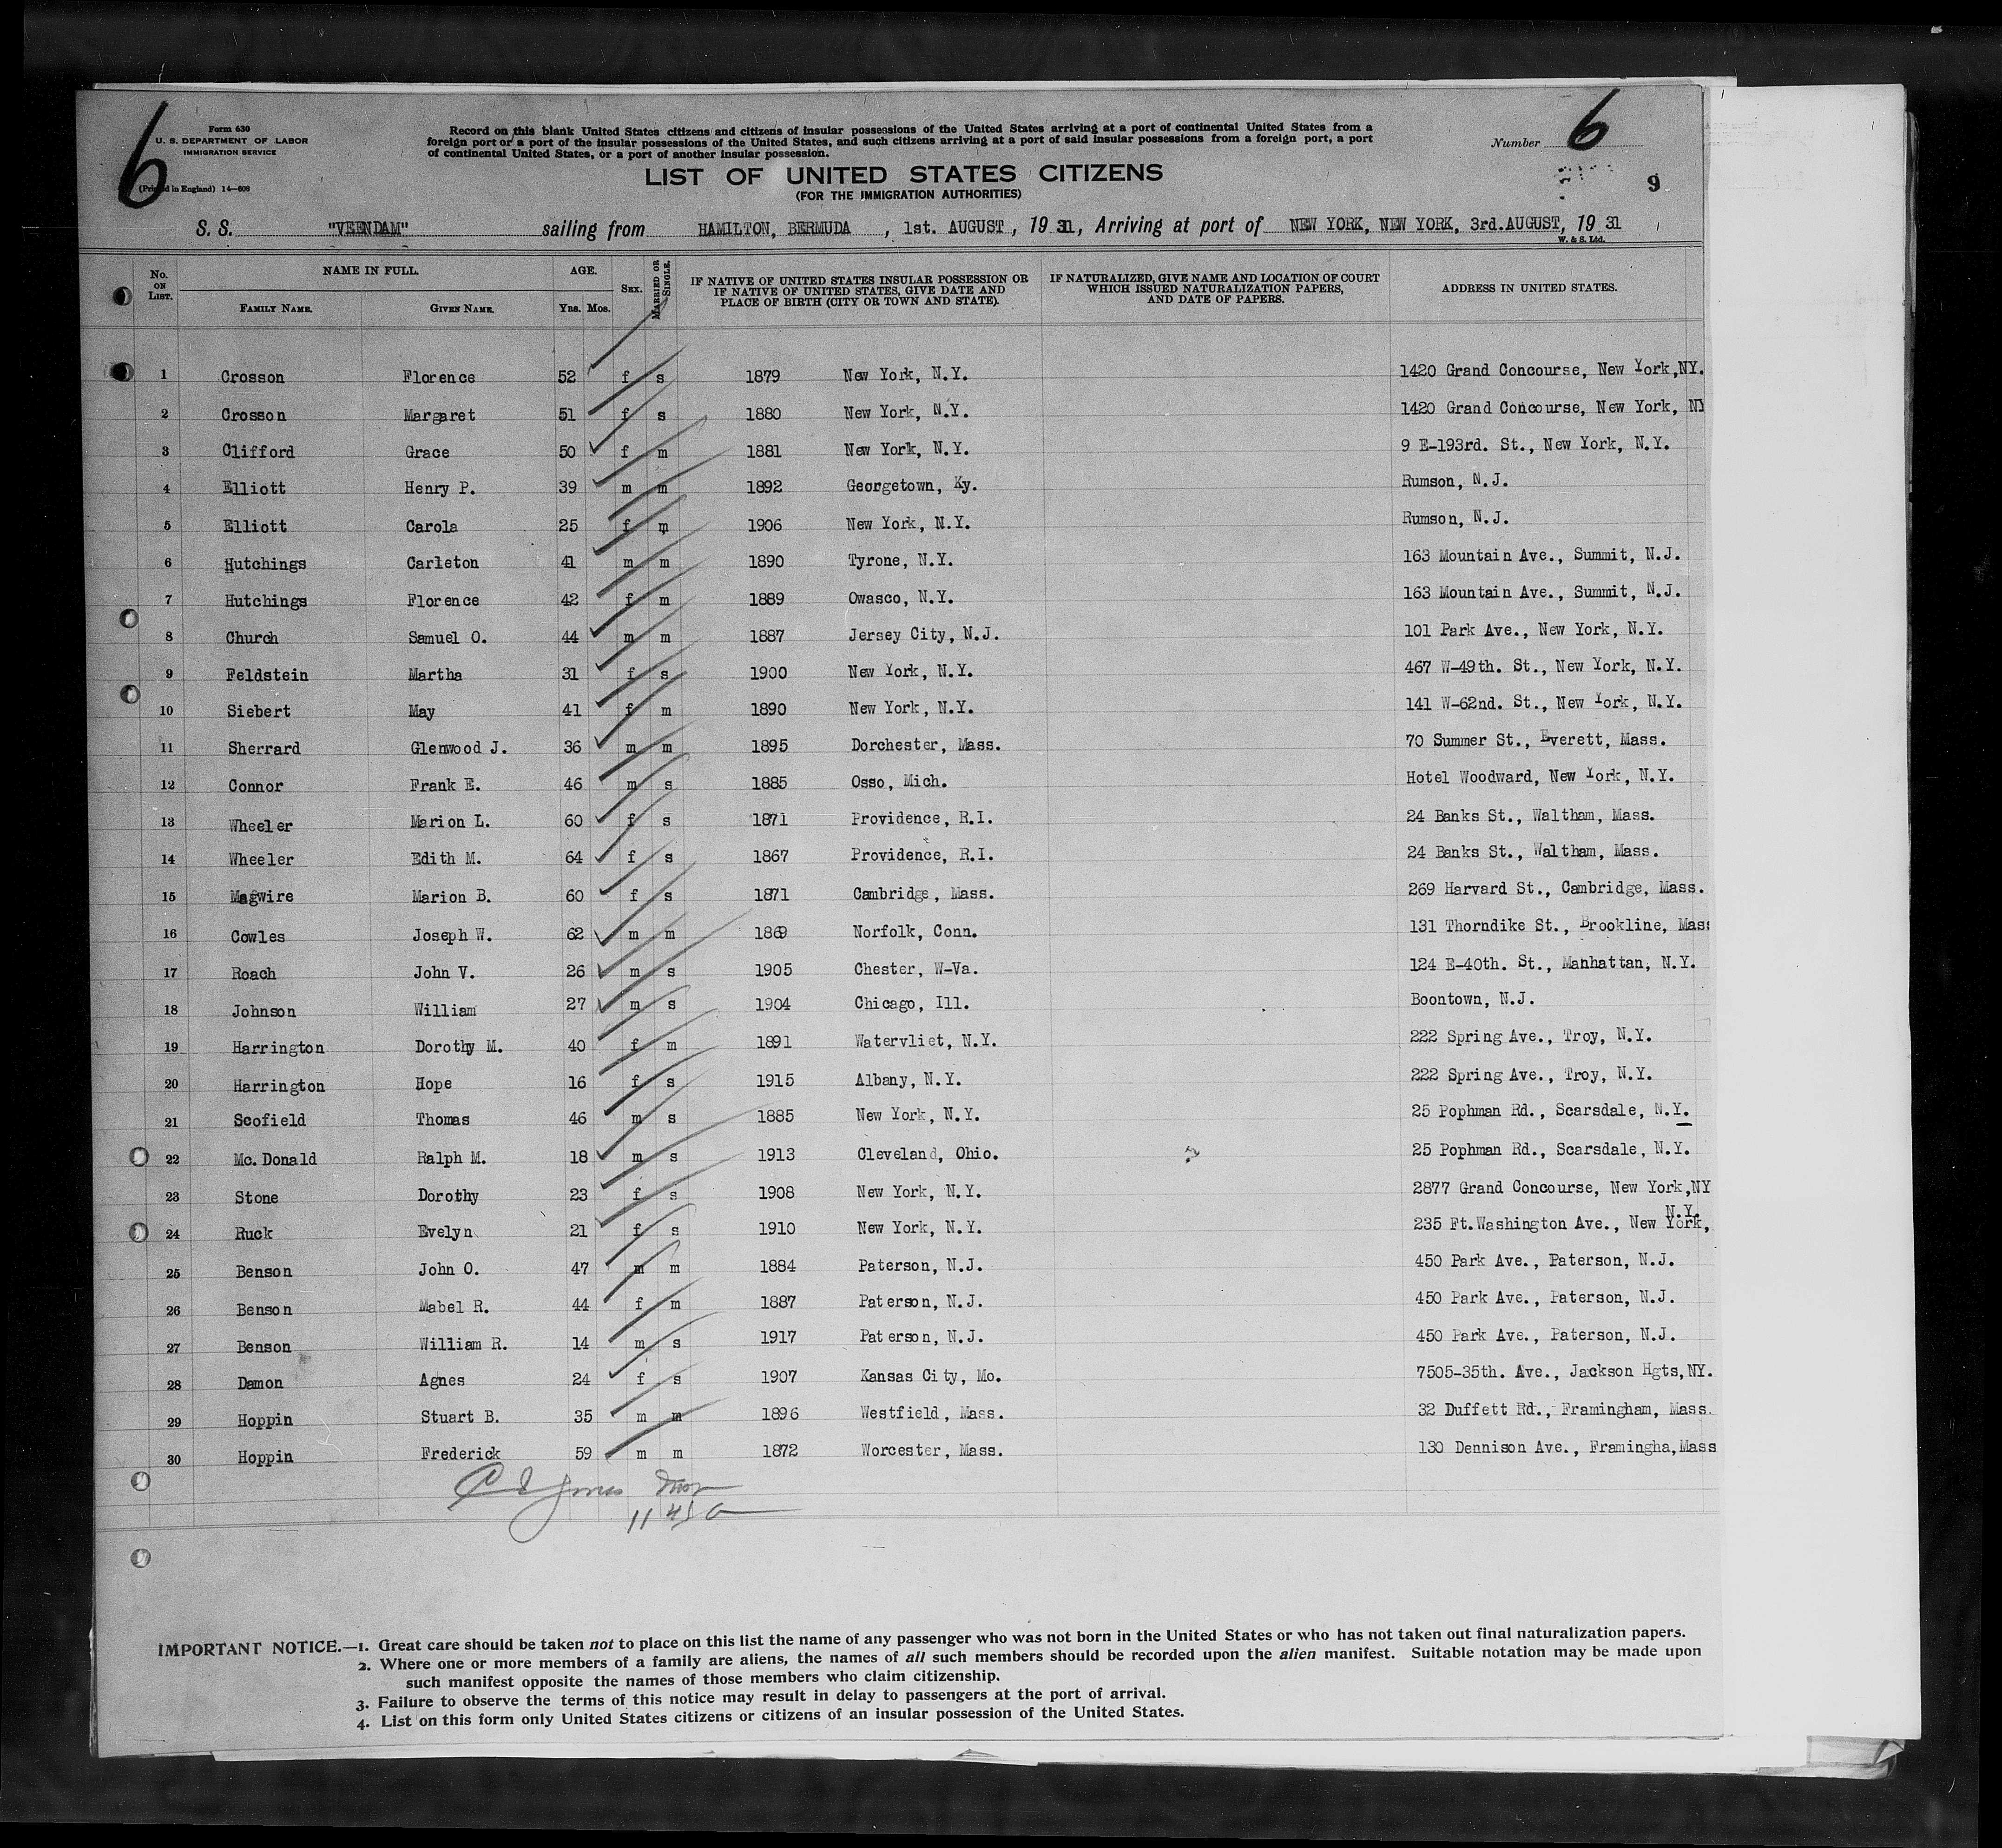 6
Form 630
U. S. DEPARTMENT OF LABOR
IMMIGRATION SERVICE
(Printed in England) 14—608
Record on this blank United States citizens and citizens of insular possessions of the United States arriving at a port of continental United States from a
foreign port or a port of the insular possessions of the United States, and such citizens arriving at a port of said insular possessions from a foreign port, a port
of continental United States, or a port of another insular possession.
Number 6
LIST OF UNITED STATES CITIZENS
(FOR THE IMMIGRATION AUTHORITIES)
9
S. S. "VEENDAM" sailing from HAMILTON, BERMUDA , 1st. AUGUST , 19 31, Arriving at port of NEW YORK, NEW YORK, 3rd.AUGUST, 19 31
W. & S. Ltd.
No. ON LIST. NAME IN FULL. AGE. SEX. MARRIED OR SINGLE. IF NATIVE OF UNITED STATES INSULAR POSSESSION OR IF NATIVE OF UNITED STATES, GIVE DATE AND PLACE OF BIRTH (CITY OR TOWN AND STATE). IF NATURALIZED, GIVE NAME AND LOCATION OF COURT WHICH ISSUED NATURALIZATION PAPERS, AND DATE OF PAPERS. ADDRESS IN UNITED STATES.
FAMILY NAME. GIVEN NAME. YRS. MOS.
1 Crosson Florence 52 f s 1879 New York, N.Y. 1420 Grand Concourse, New York,NY.
2 Crosson Margaret 51 f s 1880 New York, N.Y. 1420 Grand Concourse, New York, NY
3 Clifford Grace 50 f m 1881 New York, N.Y. 9 E-193rd. St., New York, N.Y.
4 Elliott Henry P. 39 m m 1892 Georgetown, Ky. Rumson, N.J.
5 Elliott Carola 25 f m 1906 New York, N.Y. Rumson, N.J.
6 Hutchings Carleton 41 m m 1890 Tyrone, N.Y. 163 Mountain Ave., Summit, N.J.
7 Hutchings Florence 42 f m 1889 Owasco, N.Y. 163 Mountain Ave., Summit, N.J.
8 Church Samuel O. 44 m m 1887 Jersey City, N.J. 101 Park Ave., New York, N.Y.
9 Feldstein Martha 31 f s 1900 New York, N.Y. 467 W-49th. St., New York, N.Y.
10 Siebert May 41 f m 1890 New York, N.Y. 141 W-62nd. St., New York, N.Y.
11 Sherrard Glenwood J. 36 m m 1895 Dorchester, Mass. 70 Summer St., Everett, Mass.
12 Connor Frank E. 46 m s 1885 Osso, Mich. Hotel Woodward, New York, N.Y.
13 Wheeler Marion L. 60 f s 1871 Providence, R.I. 24 Banks St., Waltham, Mass.
14 Wheeler Edith M. 64 f s 1867 Providence, R.I. 24 Banks St., Waltham, Mass.
15 Magwire Marion B. 60 f s 1871 Cambridge, Mass. 269 Harvard St., Cambridge, Mass.
16 Cowles Joseph W. 62 m m 1869 Norfolk, Conn. 131 Thorndike St., Brookline, Mass
17 Roach John V. 26 m s 1905 Chester, W-Va. 124 E-40th. St., Manhattan, N.Y.
18 Johnson William 27 m s 1904 Chicago, Ill. Boontown, N.J.
19 Harrington Dorothy M. 40 f m 1891 Watervliet, N.Y. 222 Spring Ave., Troy, N.Y.
20 Harrington Hope 16 f s 1915 Albany, N.Y. 222 Spring Ave., Troy, N.Y.
21 Scofield Thomas 46 m s 1885 New York, N.Y. 25 Pophman Rd., Scarsdale, N.Y.
22 Mc.Donald Ralph M. 18 m s 1913 Cleveland, Ohio. 25 Pophman Rd., Scarsdale, N.Y.
23 Stone Dorothy 23 f s 1908 New York, N.Y. 2877 Grand Concourse, New York,NY
24 Ruck Evelyn 21 f s 1910 New York, N.Y. 235 Ft.Washington Ave., New York, N.Y.
25 Benson John O. 47 m m 1884 Paterson, N.J. 450 Park Ave., Paterson, N.J.
26 Benson Mabel R. 44 f m 1887 Paterson, N.J. 450 Park Ave., Paterson, N.J.
27 Benson William R. 14 m s 1917 Paterson, N.J. 450 Park Ave., Paterson, N.J.
28 Damon Agnes 24 f s 1907 Kansas City, Mo. 7505-35th. Ave., Jackson Hgts,NY.
29 Hoppin Stuart B. 35 m m 1896 Westfield, Mass. 32 Duffett Rd., Framingham, Mass.
30 Hoppin Frederick 59 m m 1872 Worcester, Mass. 130 Dennison Ave., Framingha,Mass
IMPORTANT NOTICE.—1. Great care should be taken not to place on this list the name of any passenger who was not born in the United States or who has not taken out final naturalization papers.
2. Where one or more members of a family are aliens, the names of all such members should be recorded upon the alien manifest. Suitable notation may be made upon
such manifest opposite the names of those members who claim citizenship.
3. Failure to observe the terms of this notice may result in delay to passengers at the port of arrival.
4. List on this form only United States citizens or citizens of an insular possession of the United States.